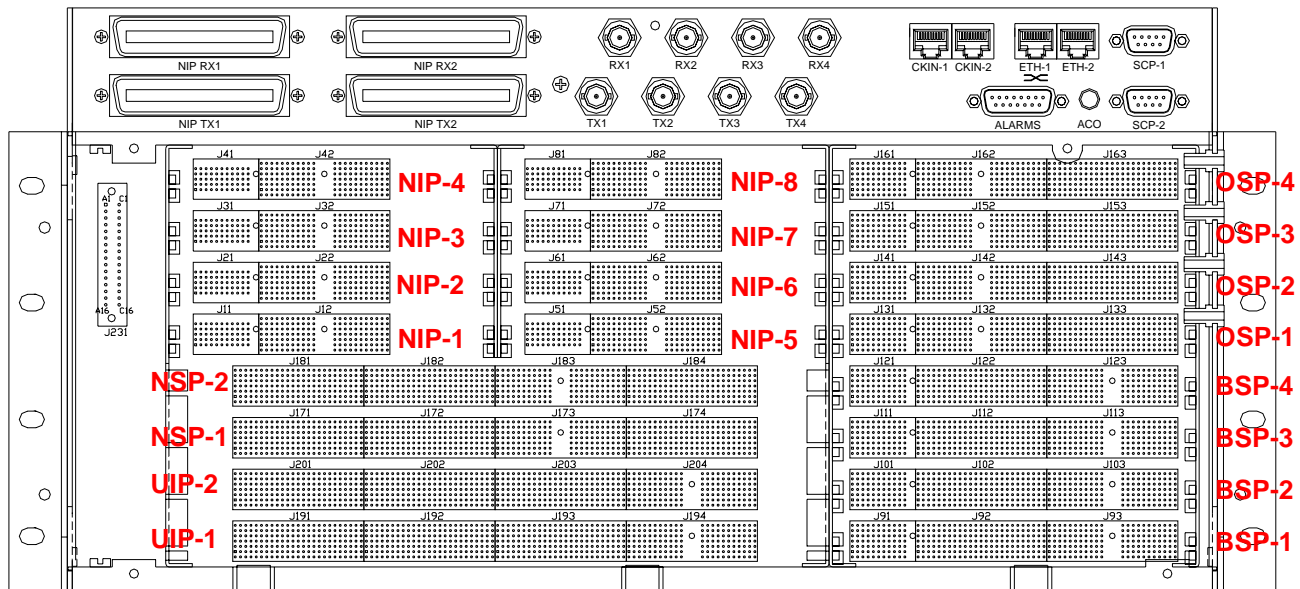 NIP RX1 NIP RX2 RX1 RX2 RX3 RX4 CKIN-1 CKIN-2 ETH-1 ETH-2 SCP-1
NIP TX1 NIP TX2 TX1 TX2 TX3 TX4 ALARMS ACO SCP-2
J41 J42 J81 J82 J161 J162 J163
NIP-4 NIP-8 OSP-4
A1 C1
J31 J32 J71 J72 J151 J152 J153
NIP-3 NIP-7 OSP-3
J21 J22 J61 J62 J141 J142 J143
NIP-2 NIP-6 OSP-2
A16 C16
J11 J12 J51 J52 J131 J132 J133
J231
NIP-1 NIP-5 OSP-1
J181 J182 J183 J184 J121 J122 J123
NSP-2 BSP-4
J171 J172 J173 J174 J111 J112 J113
NSP-1 BSP-3
J201 J202 J203 J204 J101 J102 J103
UIP-2 BSP-2
J191 J192 J193 J194 J91 J92 J93
UIP-1 BSP-1